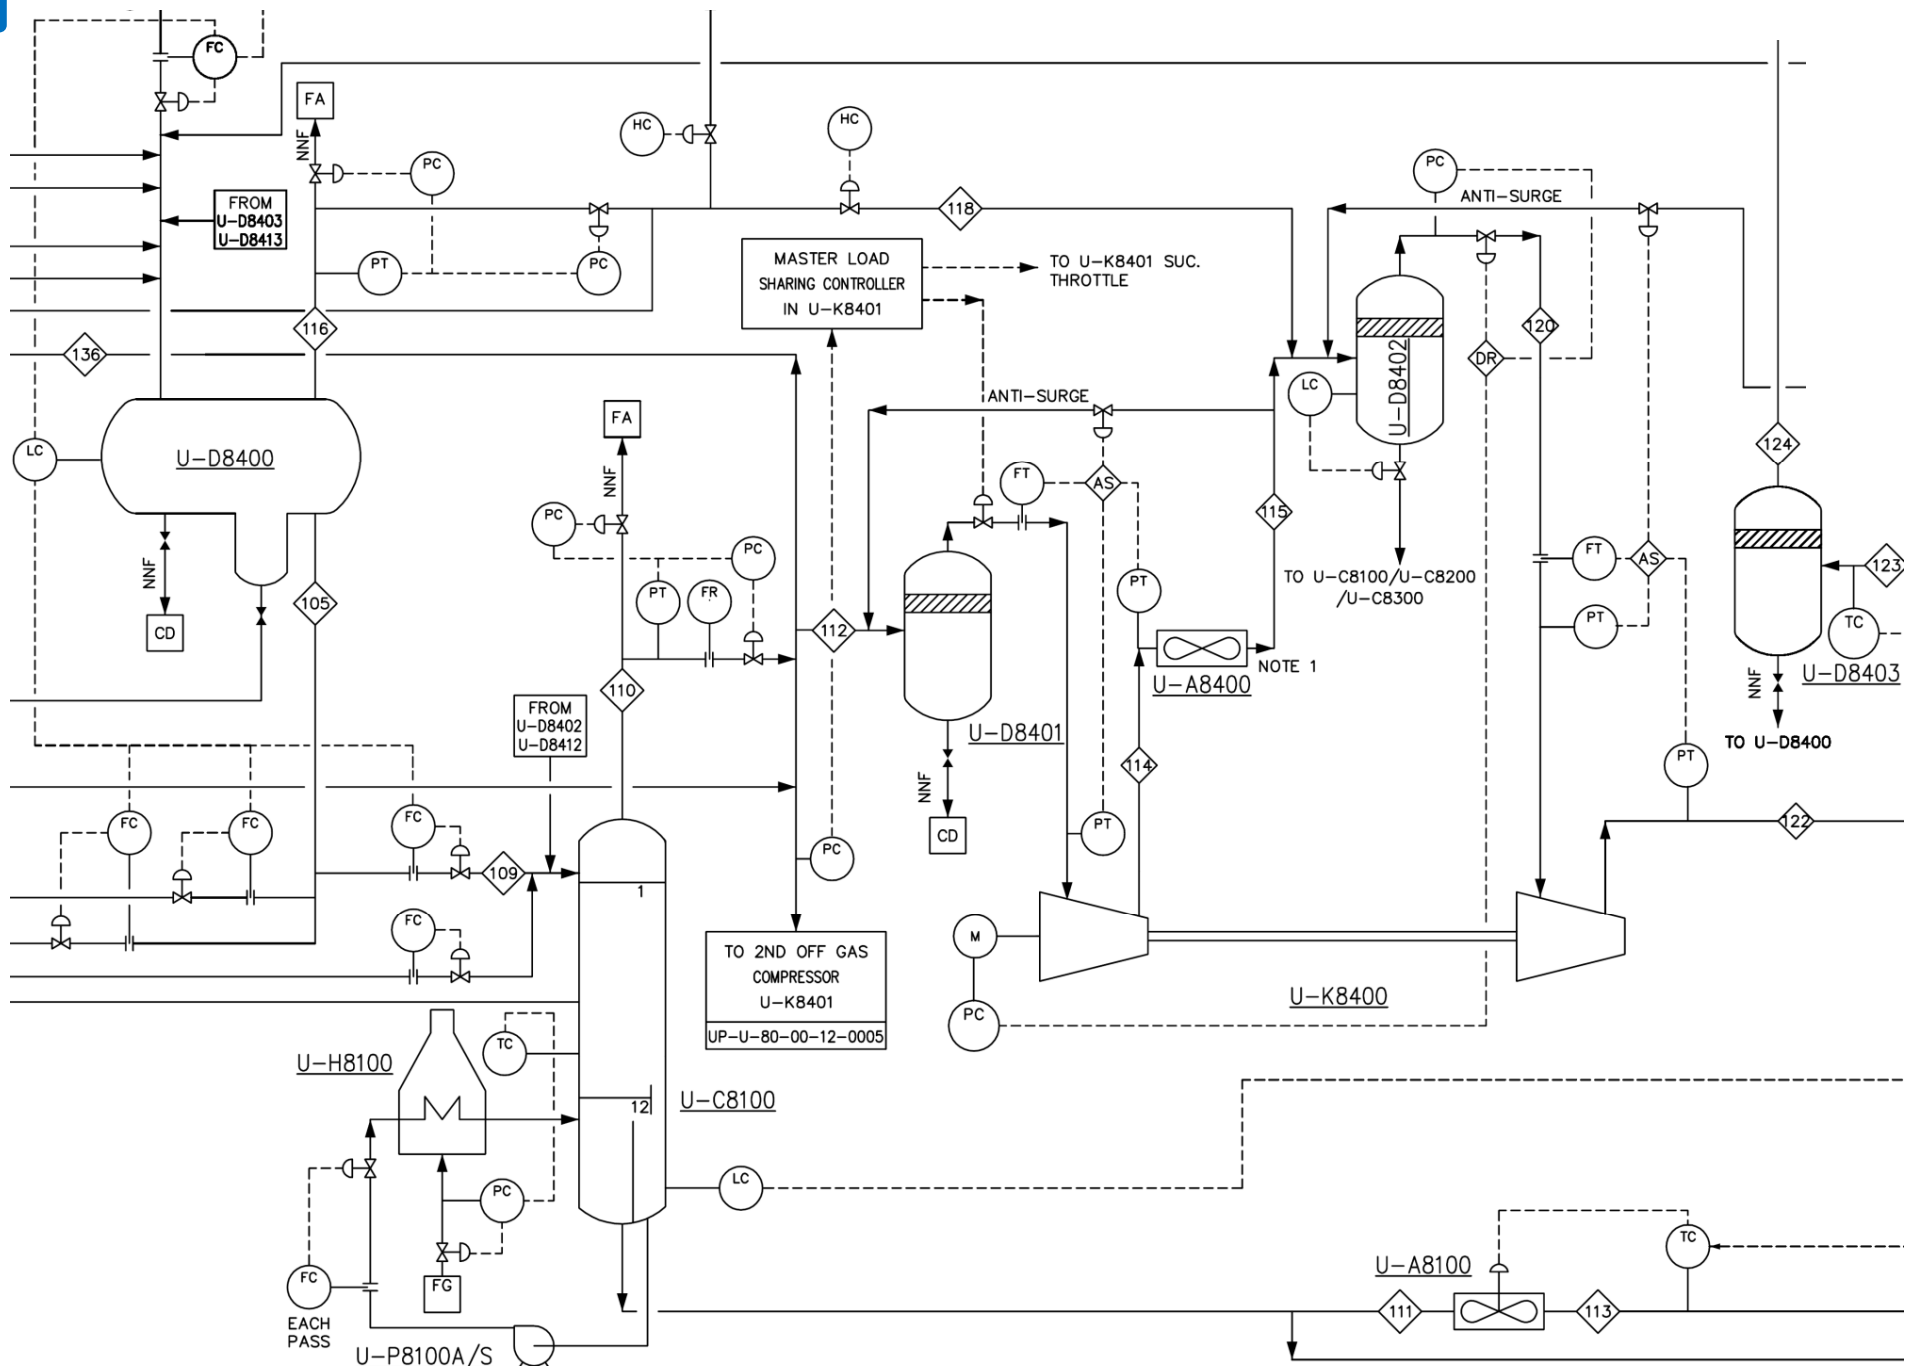 FC
FA
NNF
HC
HC
PC
PC
ANTI-SURGE
FROM
U-D8403
U-D8413
118
MASTER LOAD
SHARING CONTROLLER
IN U-K8401
TO U-K8401 SUC.
THROTTLE
PT
PC
116
120
136
DR
U-D8402
LC
ANTI-SURGE
FA
LC
U-D8400
124
NNF
FT
AS
115
PC
PC
NNF
CD
105
PT
FR
112
PT
TO U-C8100/U-C8200
/U-C8300
FT
AS
123
PT
TC
NOTE 1
U-A8400
U-D8403
110
NNF
FROM
U-D8402
U-D8412
U-D8401
TO U-D8400
114
PT
NNF
FC
FC
FC
CD
PT
122
PC
109
1
FC
M
TO 2ND OFF GAS
COMPRESSOR
U-K8401
UP-U-80-00-12-0005
U-K8400
PC
TC
U-H8100
12
U-C8100
LC
PC
TC
U-A8100
FC
FG
EACH
PASS
111
113
U-P8100A/S